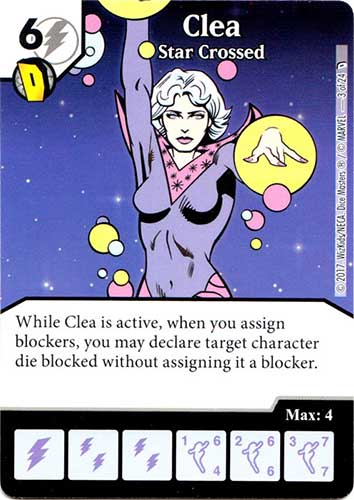 6
Clea
Star Crossed
D
© 2017 WizKids/NECA. Dice Masters ® / © MARVEL — 3 of 24
While Clea is active, when you assign
blockers, you may declare target character
die blocked without assigning it a blocker.
Max: 4
1 6 4
2 6 6
3 7 7